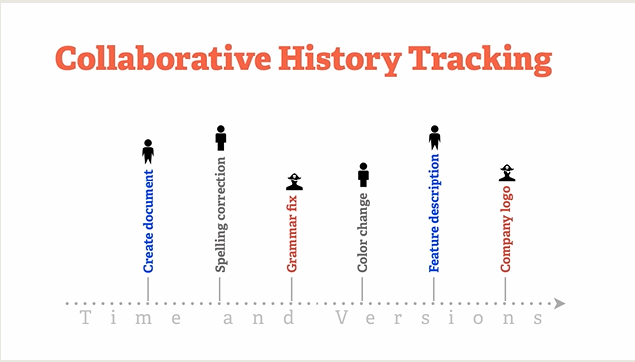 Collaborative History Tracking
Create document
Spelling correction
Grammar fix
Color change
Feature description
Company logo
Time and Versions